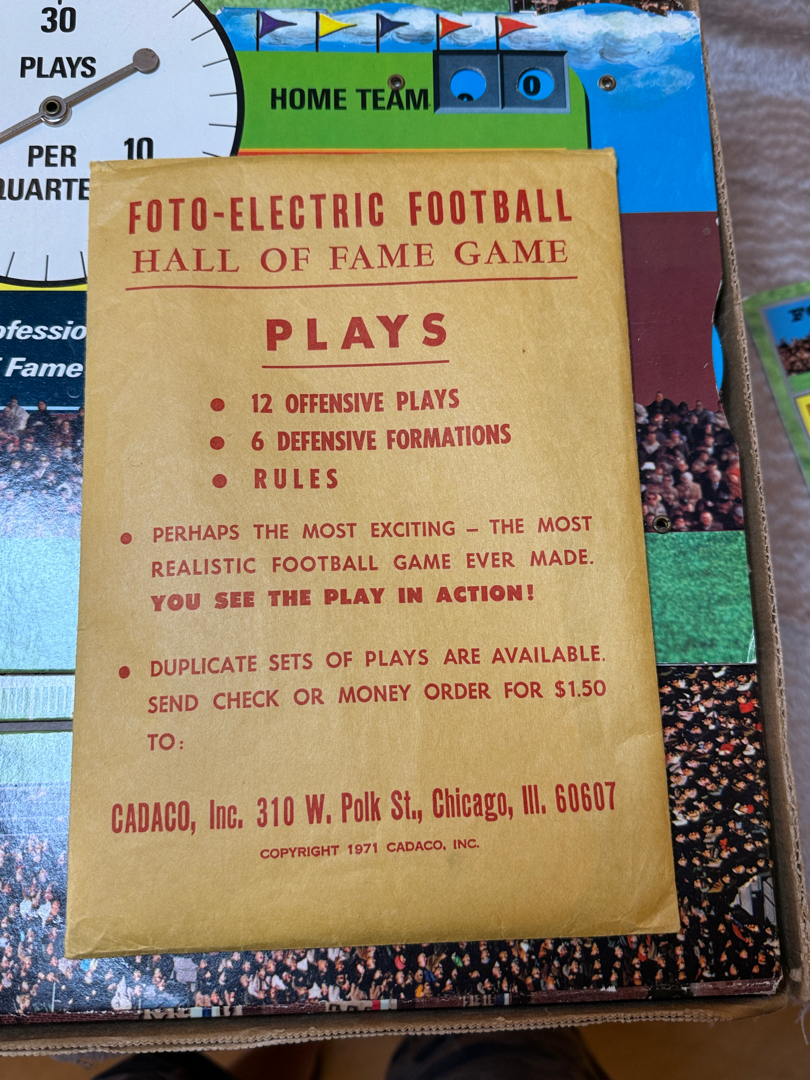 30
PLAYS
PER
QUARTE
10
HOME TEAM
0
ofessio
Fame
FOTO-ELECTRIC FOOTBALL
HALL OF FAME GAME
PLAYS
• 12 OFFENSIVE PLAYS
• 6 DEFENSIVE FORMATIONS
• RULES
• PERHAPS THE MOST EXCITING – THE MOST
REALISTIC FOOTBALL GAME EVER MADE.
YOU SEE THE PLAY IN ACTION!
• DUPLICATE SETS OF PLAYS ARE AVAILABLE.
SEND CHECK OR MONEY ORDER FOR $1.50
TO:
CADACO, Inc. 310 W. Polk St., Chicago, Ill. 60607
COPYRIGHT 1971 CADACO, INC.